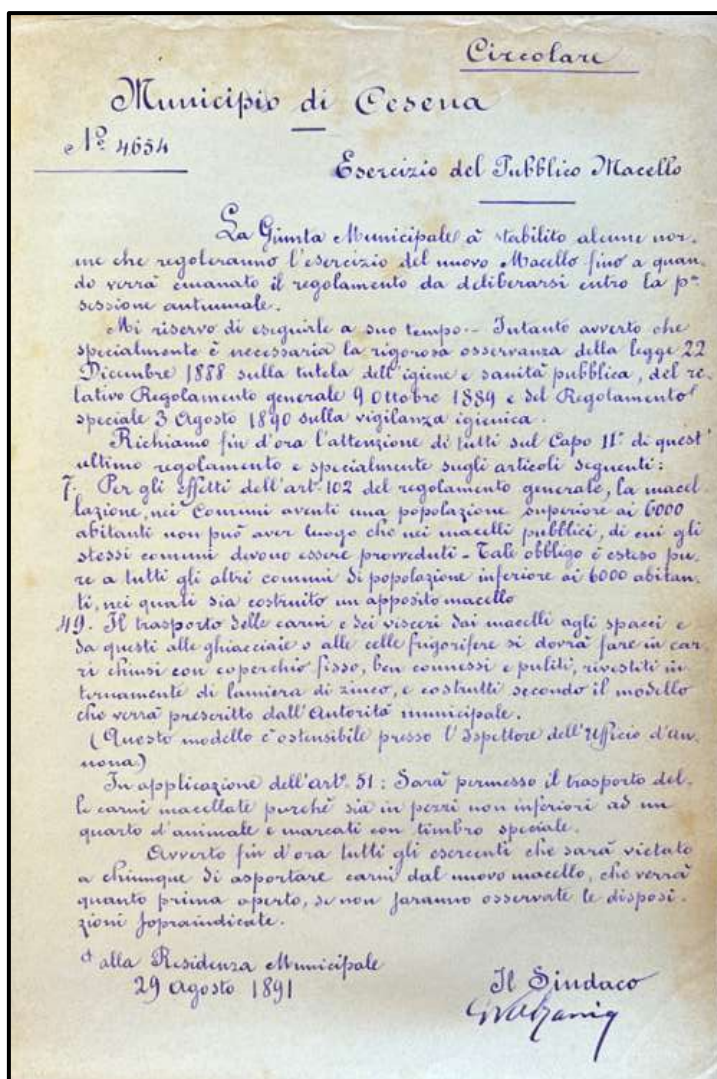 Circolare
Municipio di Cesena
Nº 4654
Esercizio del Pubblico Macello
La Giunta Municipale à stabilito alcune nor-
me che regoleranno l'esercizio del nuovo Macello fino a quan-
do verrà emanato il regolamento da deliberarsi entro la pª
sessione autunnale.
Mi riservo di eseguirle a suo tempo.- Intanto avverto che
specialmente è necessaria la rigorosa osservanza della legge 22
Dicembre 1888 sulla tutela dell'igiene e sanità pubblica, del re-
lativo Regolamento generale 9 Ottobre 1889 e del Regolamento
speciale 3 Agosto 1890 sulla vigilanza igienica.
Richiamo fin d'ora l'attenzione di tutti sul Capo II° di quest'
ultimo regolamento e specialmente sugli articoli seguenti:
7. Per gli effetti dell'art. 102 del regolamento generale, la macel-
lazione, nei Comuni aventi una popolazione superiore ai 6000
abitanti non può aver luogo che nei macelli pubblici, di cui gli
stessi comuni devono essere provveduti - Tale obbligo è esteso pu-
re a tutti gli altri comuni di popolazione inferiore ai 6000 abitan-
ti, nei quali sia costruito un apposito macello
49. Il trasporto delle carni e dei visceri dai macelli agli spacci e
da questi alle ghiacciaie o alle celle frigorifere si dovrà fare in car-
ri chiusi con coperchio fisso, ben connessi e puliti, rivestiti in-
ternamente di lamiera di zinco, e costrutti secondo il modello
che verrà prescritto dall'Autorità municipale.
(Questo modello è ostensibile presso l'Ispettore dell'Ufficio d'An-
nona)
In applicazione dell'artº. 51: Sarà permesso il trasporto del-
le carni macellate purchè sia in pezzi non inferiori ad un
quarto d'animale e marcati con timbro speciale.
Avverto fin d'ora tutti gli esercenti che sarà vietato
a chiunque di asportare carni dal nuovo macello, che verrà
quanto prima aperto, se non saranno osservate le disposi-
zioni sopraindicate.
alla Residenza Municipale
29 Agosto 1891
Il Sindaco